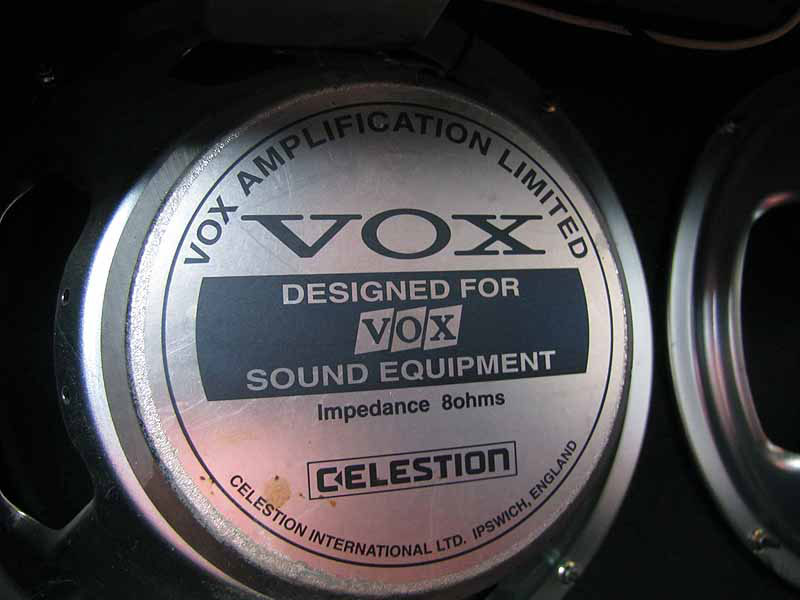 VOX AMPLIFICATION LIMITED
VOX
DESIGNED FOR
VOX
SOUND EQUIPMENT
Impedance 8ohms
CELESTION
CELESTION INTERNATIONAL LTD. IPSWICH, ENGLAND